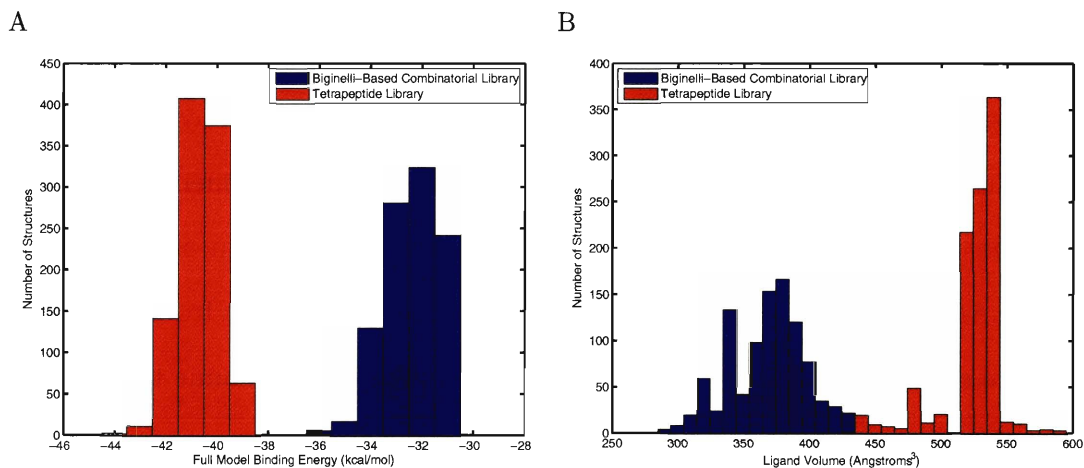 A
B
Biginelli-Based Combinatorial Library
Tetrapeptide Library
450
400
350
300
250
200
150
100
50
0
Number of Structures
−46 −44 −42 −40 −38 −36 −34 −32 −30 −28
Full Model Binding Energy (kcal/mol)
Biginelli-Based Combinatorial Library
Tetrapeptide Library
400
350
300
250
200
150
100
50
0
Number of Structures
250 300 350 400 450 500 550 600
Ligand Volume (Angstroms³)